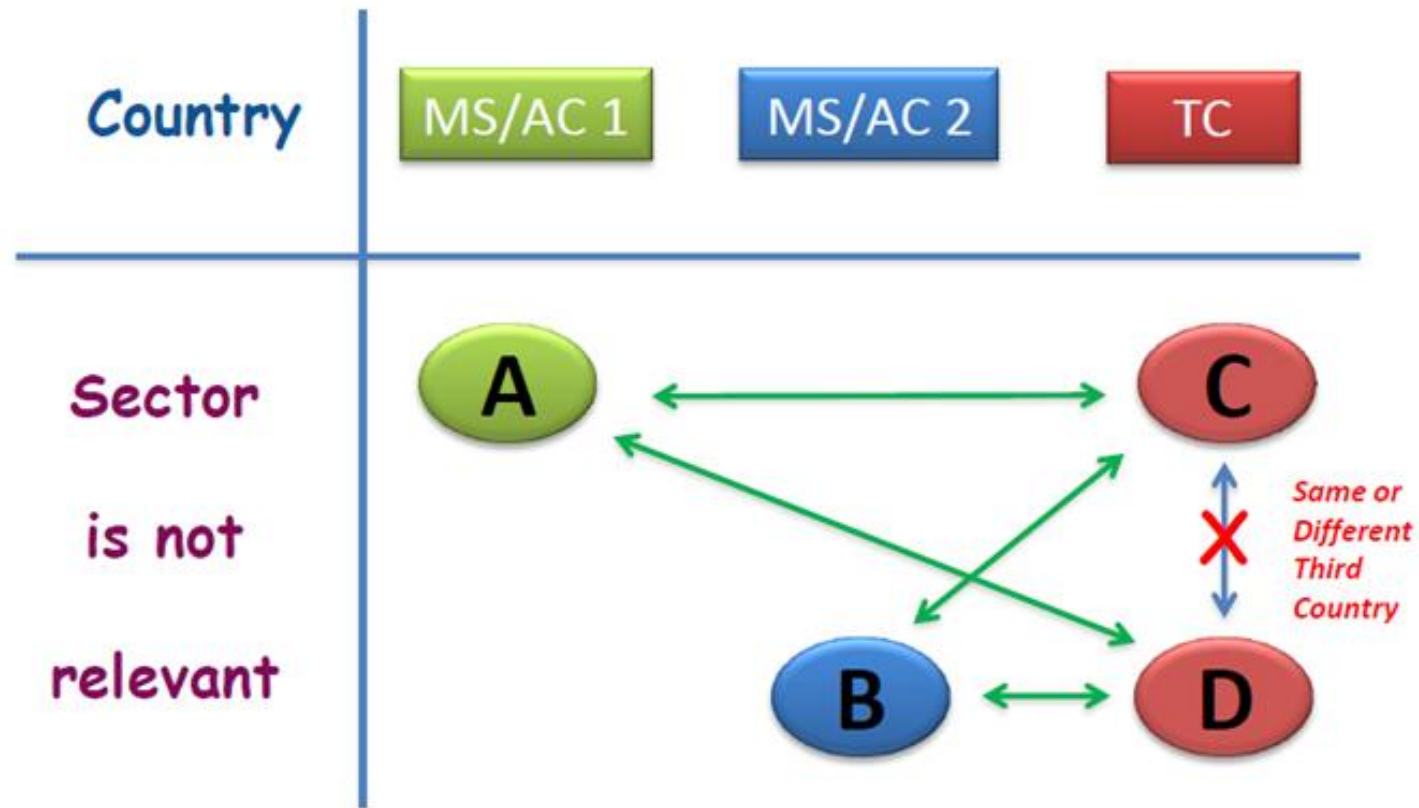 Country
MS/AC 1
MS/AC 2
TC
Sector
is not
relevant
A
C
B
D
Same or
Different
Third
Country